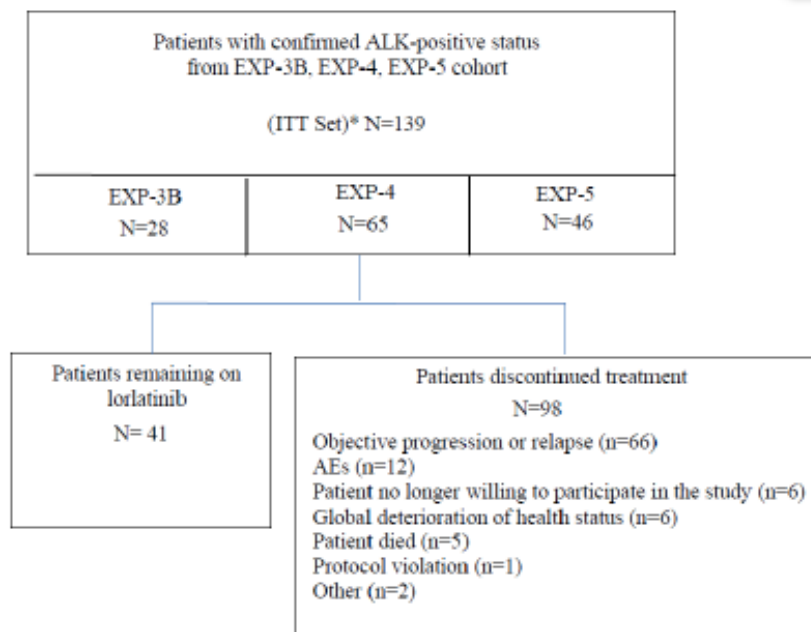 Patients with confirmed ALK-positive status
from EXP-3B, EXP-4, EXP-5 cohort
(ITT Set)* N=139
EXP-3B
N=28
EXP-4
N=65
EXP-5
N=46
Patients remaining on
lorlatinib
N= 41
Patients discontinued treatment
N=98
Objective progression or relapse (n=66)
AEs (n=12)
Patient no longer willing to participate in the study (n=6)
Global deterioration of health status (n=6)
Patient died (n=5)
Protocol violation (n=1)
Other (n=2)